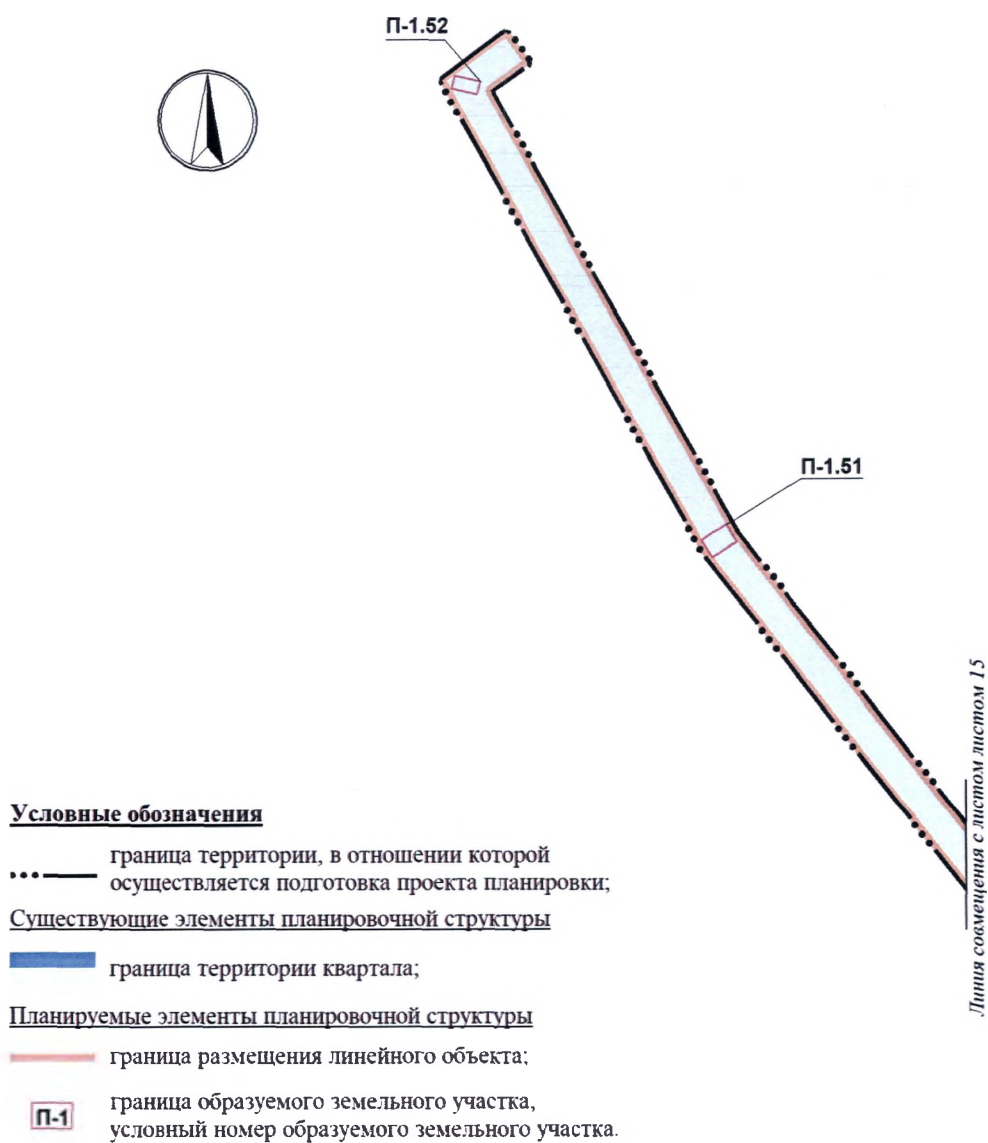 П-1.52
П-1.51
Линия совмещения с листом листом 15
Условные обозначения
граница территории, в отношении которой
осуществляется подготовка проекта планировки;
Существующие элементы планировочной структуры
граница территории квартала;
Планируемые элементы планировочной структуры
граница размещения линейного объекта;
П-1
граница образуемого земельного участка,
условный номер образуемого земельного участка.